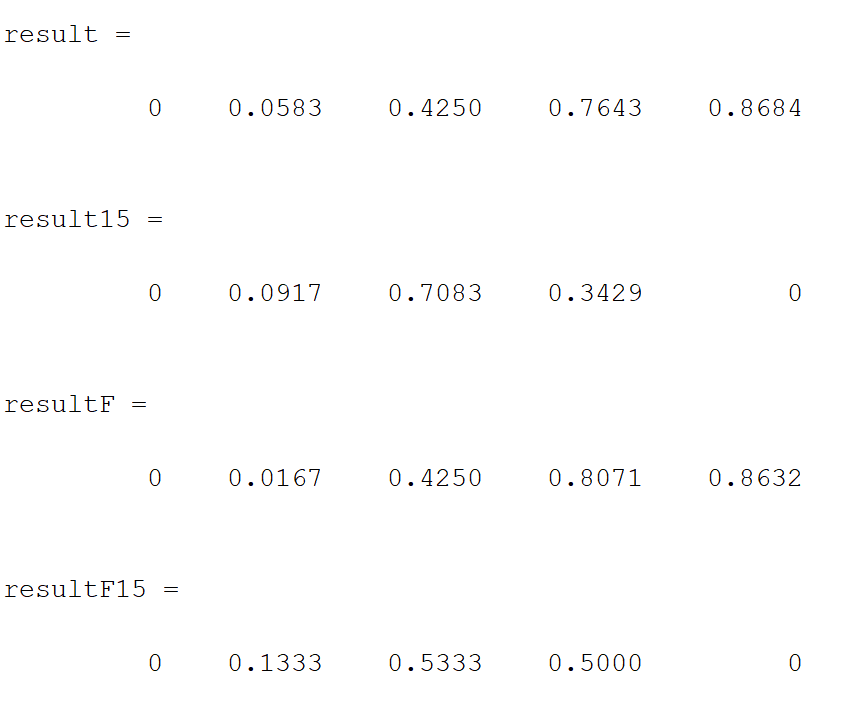 result =
0 0.0583 0.4250 0.7643 0.8684
result15 =
0 0.0917 0.7083 0.3429 0
resultF =
0 0.0167 0.4250 0.8071 0.8632
resultF15 =
0 0.1333 0.5333 0.5000 0